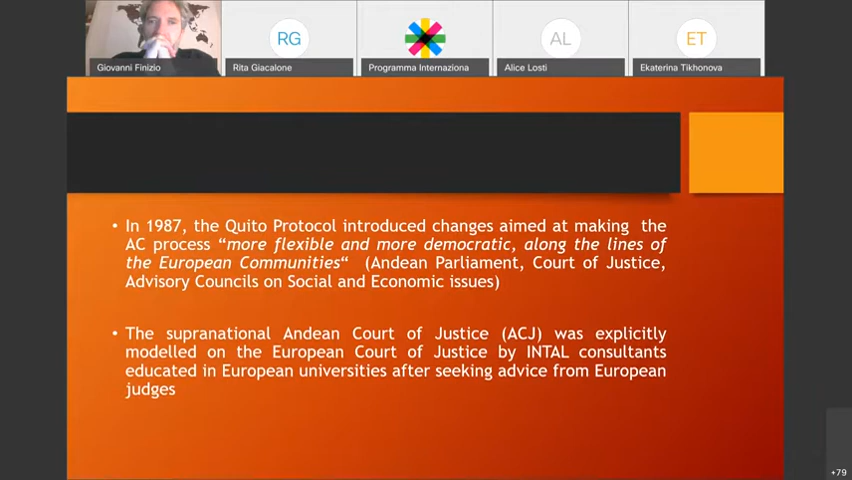 RG
AL
ET
Giovanni Finizio
Rita Giacalone
Programma Internaziona
Alice Losti
Ekaterina Tikhonova
• In 1987, the Quito Protocol introduced changes aimed at making the
AC process “more flexible and more democratic, along the lines of
the European Communities“ (Andean Parliament, Court of Justice,
Advisory Councils on Social and Economic issues)
• The supranational Andean Court of Justice (ACJ) was explicitly
modelled on the European Court of Justice by INTAL consultants
educated in European universities after seeking advice from European
judges
+79